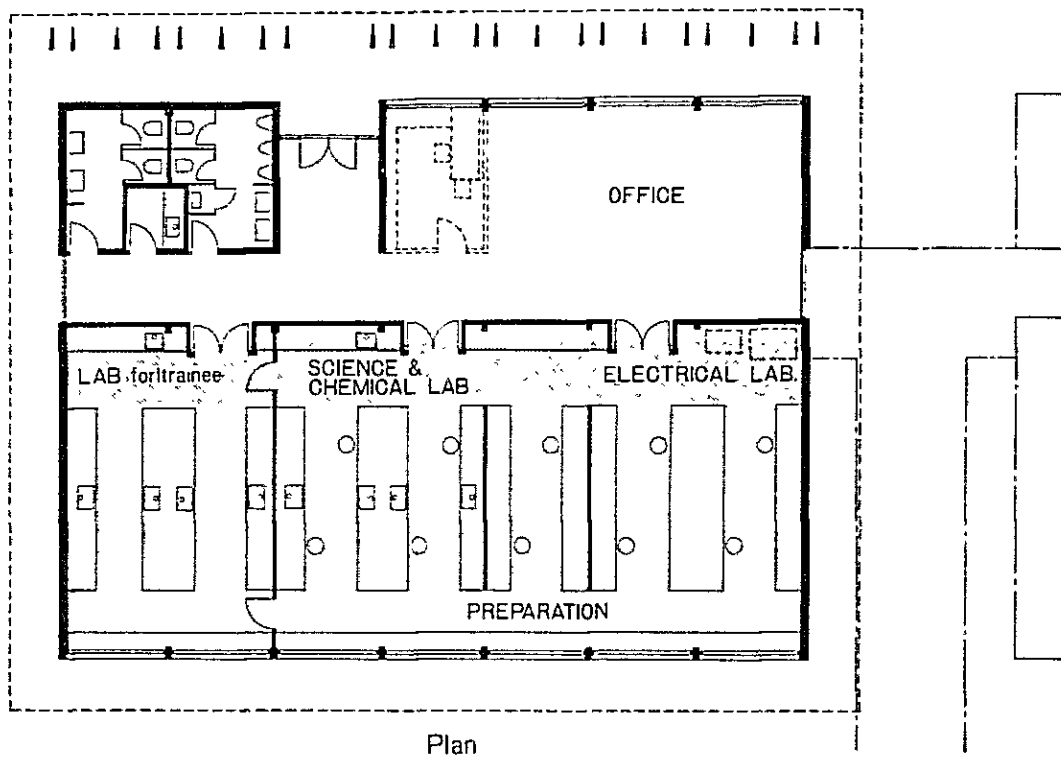 OFFICE
LAB for trainee
SCIENCE &
CHEMICAL LAB
ELECTRICAL LAB.
PREPARATION
Plan